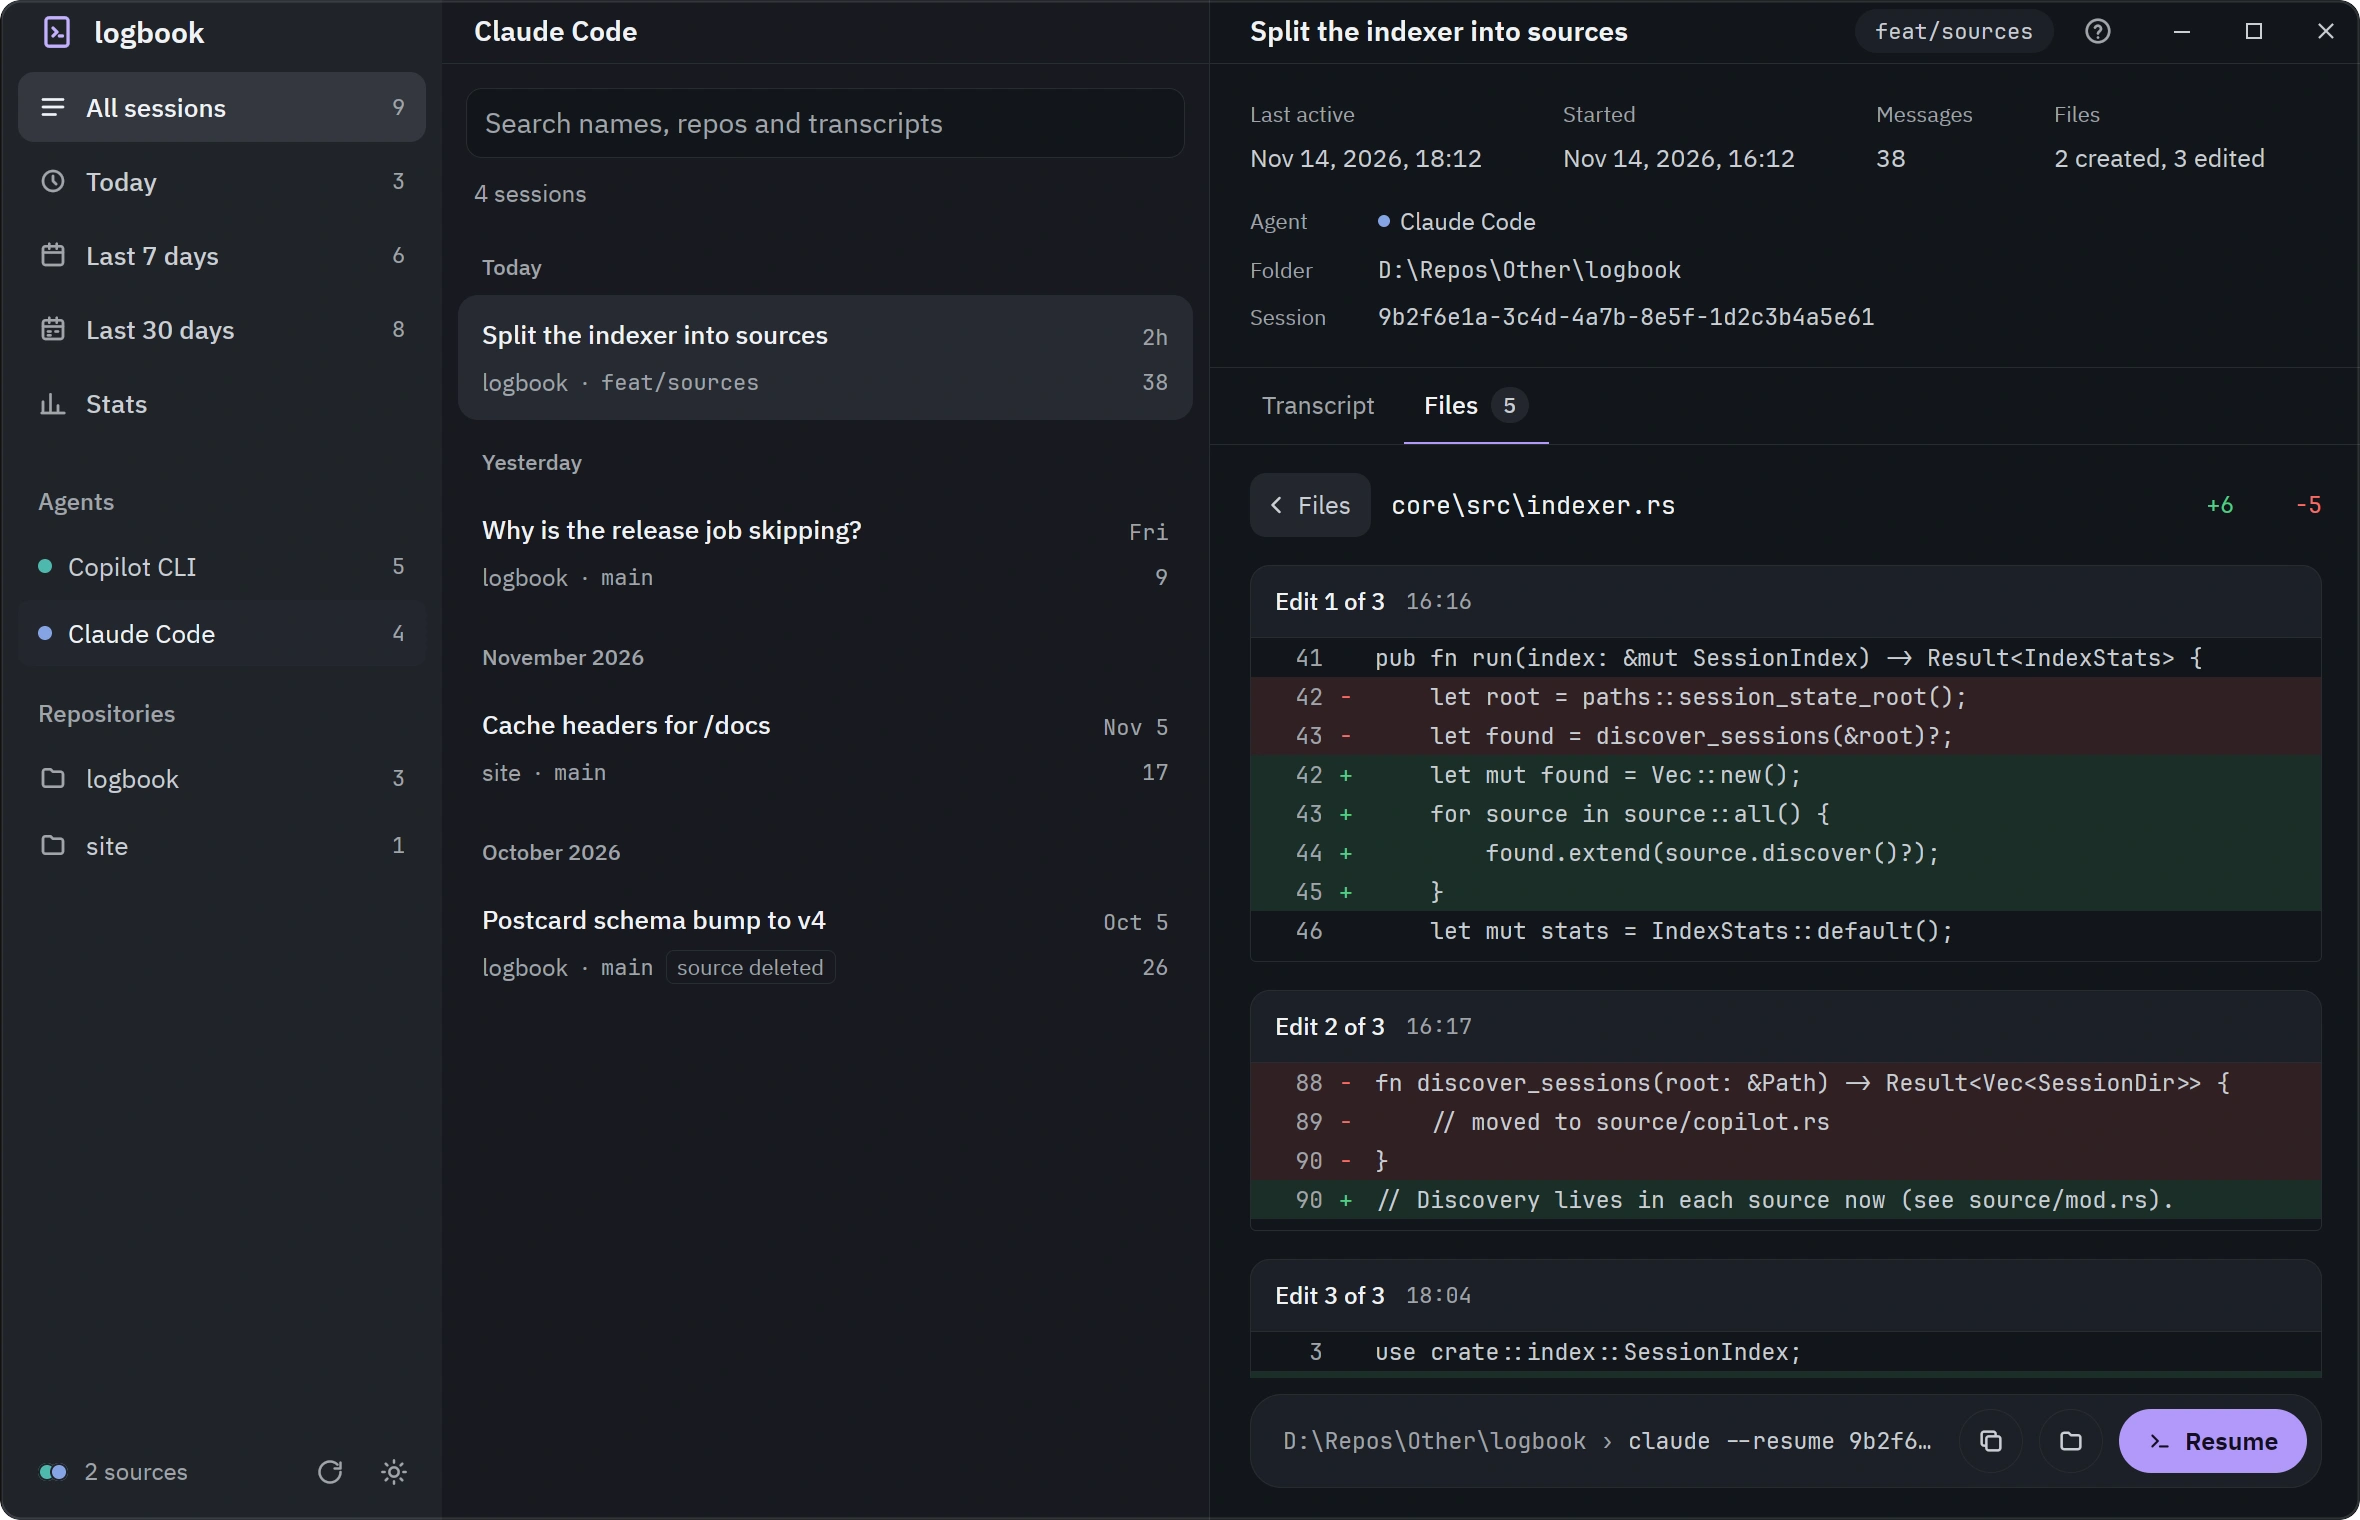 logbook
All sessions 9
Today 3
Last 7 days 6
Last 30 days 8
Stats
Agents
Copilot CLI 5
Claude Code 4
Repositories
logbook 3
site 1
2 sources
Claude Code
Search names, repos and transcripts
4 sessions
Today
Split the indexer into sources 2h
logbook · feat/sources 38
Yesterday
Why is the release job skipping? Fri
logbook · main 9
November 2026
Cache headers for /docs Nov 5
site · main 17
October 2026
Postcard schema bump to v4 Oct 5
logbook · main source deleted 26
Split the indexer into sources feat/sources
Last active Started Messages Files
Nov 14, 2026, 18:12 Nov 14, 2026, 16:12 38 2 created, 3 edited
Agent Claude Code
Folder D:\Repos\Other\logbook
Session 9b2f6e1a-3c4d-4a7b-8e5f-1d2c3b4a5e61
Transcript Files 5
Files core\src\indexer.rs +6 -5
Edit 1 of 3 16:16
41 pub fn run(index: &mut SessionIndex) -> Result<IndexStats> {
42 - let root = paths::session_state_root();
43 - let found = discover_sessions(&root)?;
42 + let mut found = Vec::new();
43 + for source in source::all() {
44 + found.extend(source.discover()?);
45 + }
46 let mut stats = IndexStats::default();
Edit 2 of 3 16:17
88 - fn discover_sessions(root: &Path) -> Result<Vec<SessionDir>> {
89 - // moved to source/copilot.rs
90 - }
90 + // Discovery lives in each source now (see source/mod.rs).
Edit 3 of 3 18:04
3 use crate::index::SessionIndex;
D:\Repos\Other\logbook › claude --resume 9b2f6… Resume